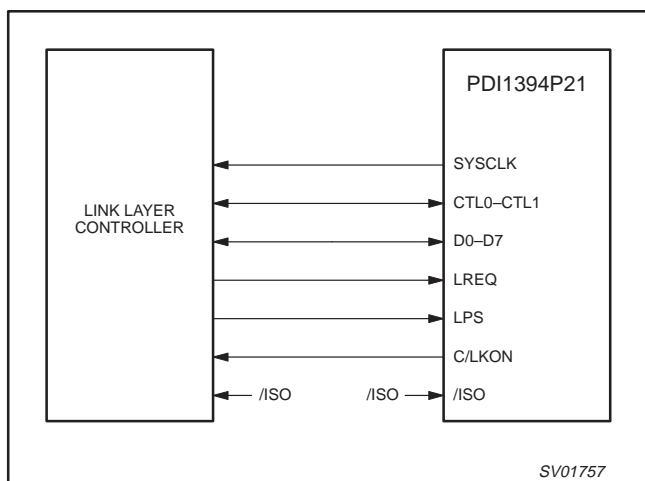 PDI1394P21
SYSCLK
CTL0–CTL1
LINK LAYER
CONTROLLER
D0–D7
LREQ
LPS
C/LKON
/ISO /ISO /ISO
SV01757